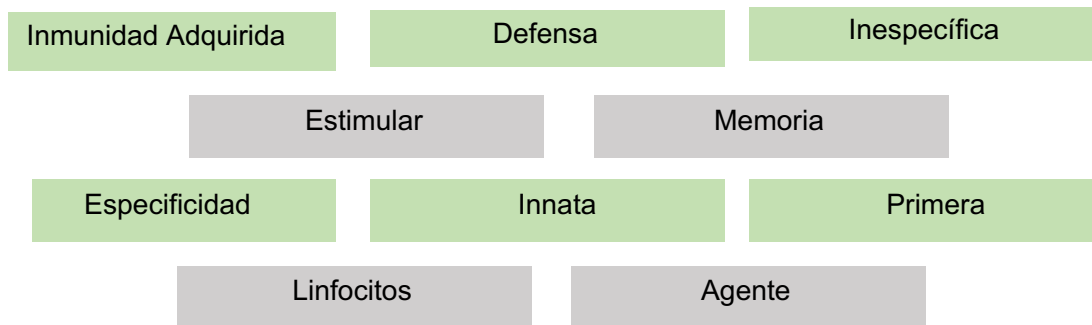 Inmunidad Adquirida Defensa Inespecífica
Estimular Memoria
Especificidad Innata Primera
Linfocitos Agente